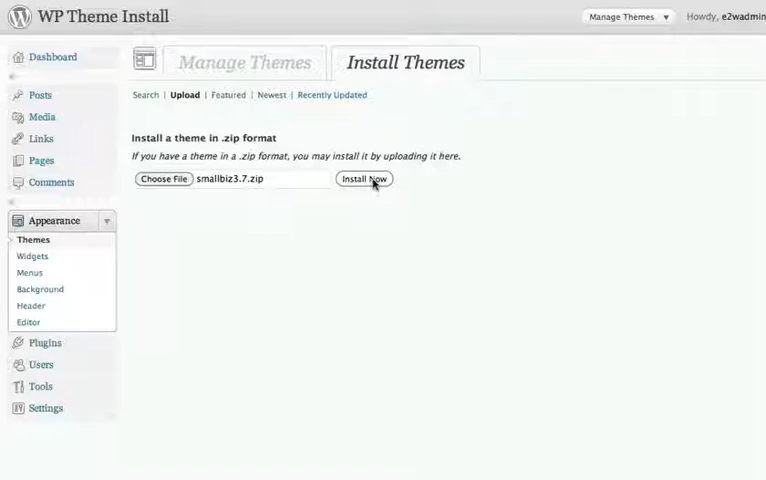 WP Theme Install
Manage Themes ▼ Howdy, e2wadmin
Manage Themes Install Themes
Search | Upload | Featured | Newest | Recently Updated
Install a theme in .zip format
If you have a theme in a .zip format, you may install it by uploading it here.
Choose File smallbiz3.7.zip Install Now
Dashboard
Posts
Media
Links
Pages
Comments
Appearance
Themes
Widgets
Menus
Background
Header
Editor
Plugins
Users
Tools
Settings